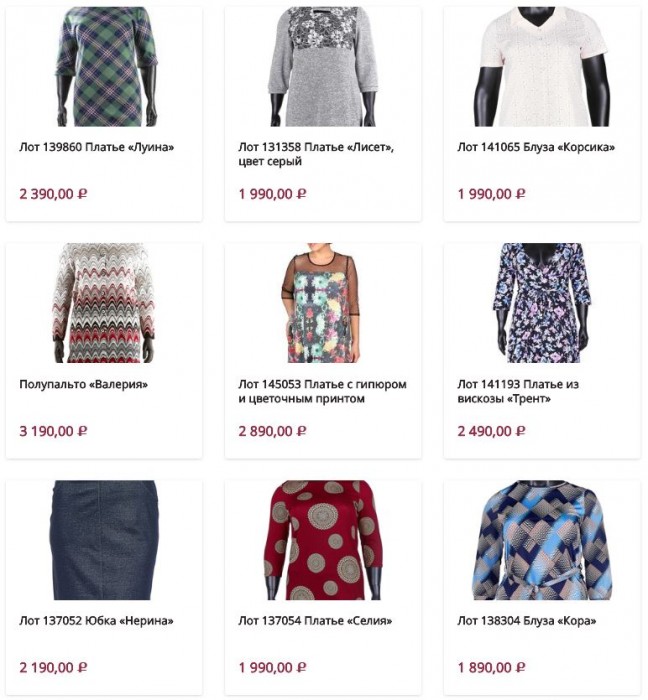 Лот 139860 Платье «Луина»
2 390,00 ₽
Лот 131358 Платье «Лисет»,
цвет серый
1 990,00 ₽
Лот 141065 Блуза «Корсика»
1 990,00 ₽
Полупальто «Валерия»
3 190,00 ₽
Лот 145053 Платье с гипюром
и цветочным принтом
2 890,00 ₽
Лот 141193 Платье из
вискозы «Трент»
2 490,00 ₽
Лот 137052 Юбка «Нерина»
2 190,00 ₽
Лот 137054 Платье «Селия»
1 990,00 ₽
Лот 138304 Блуза «Кора»
1 890,00 ₽